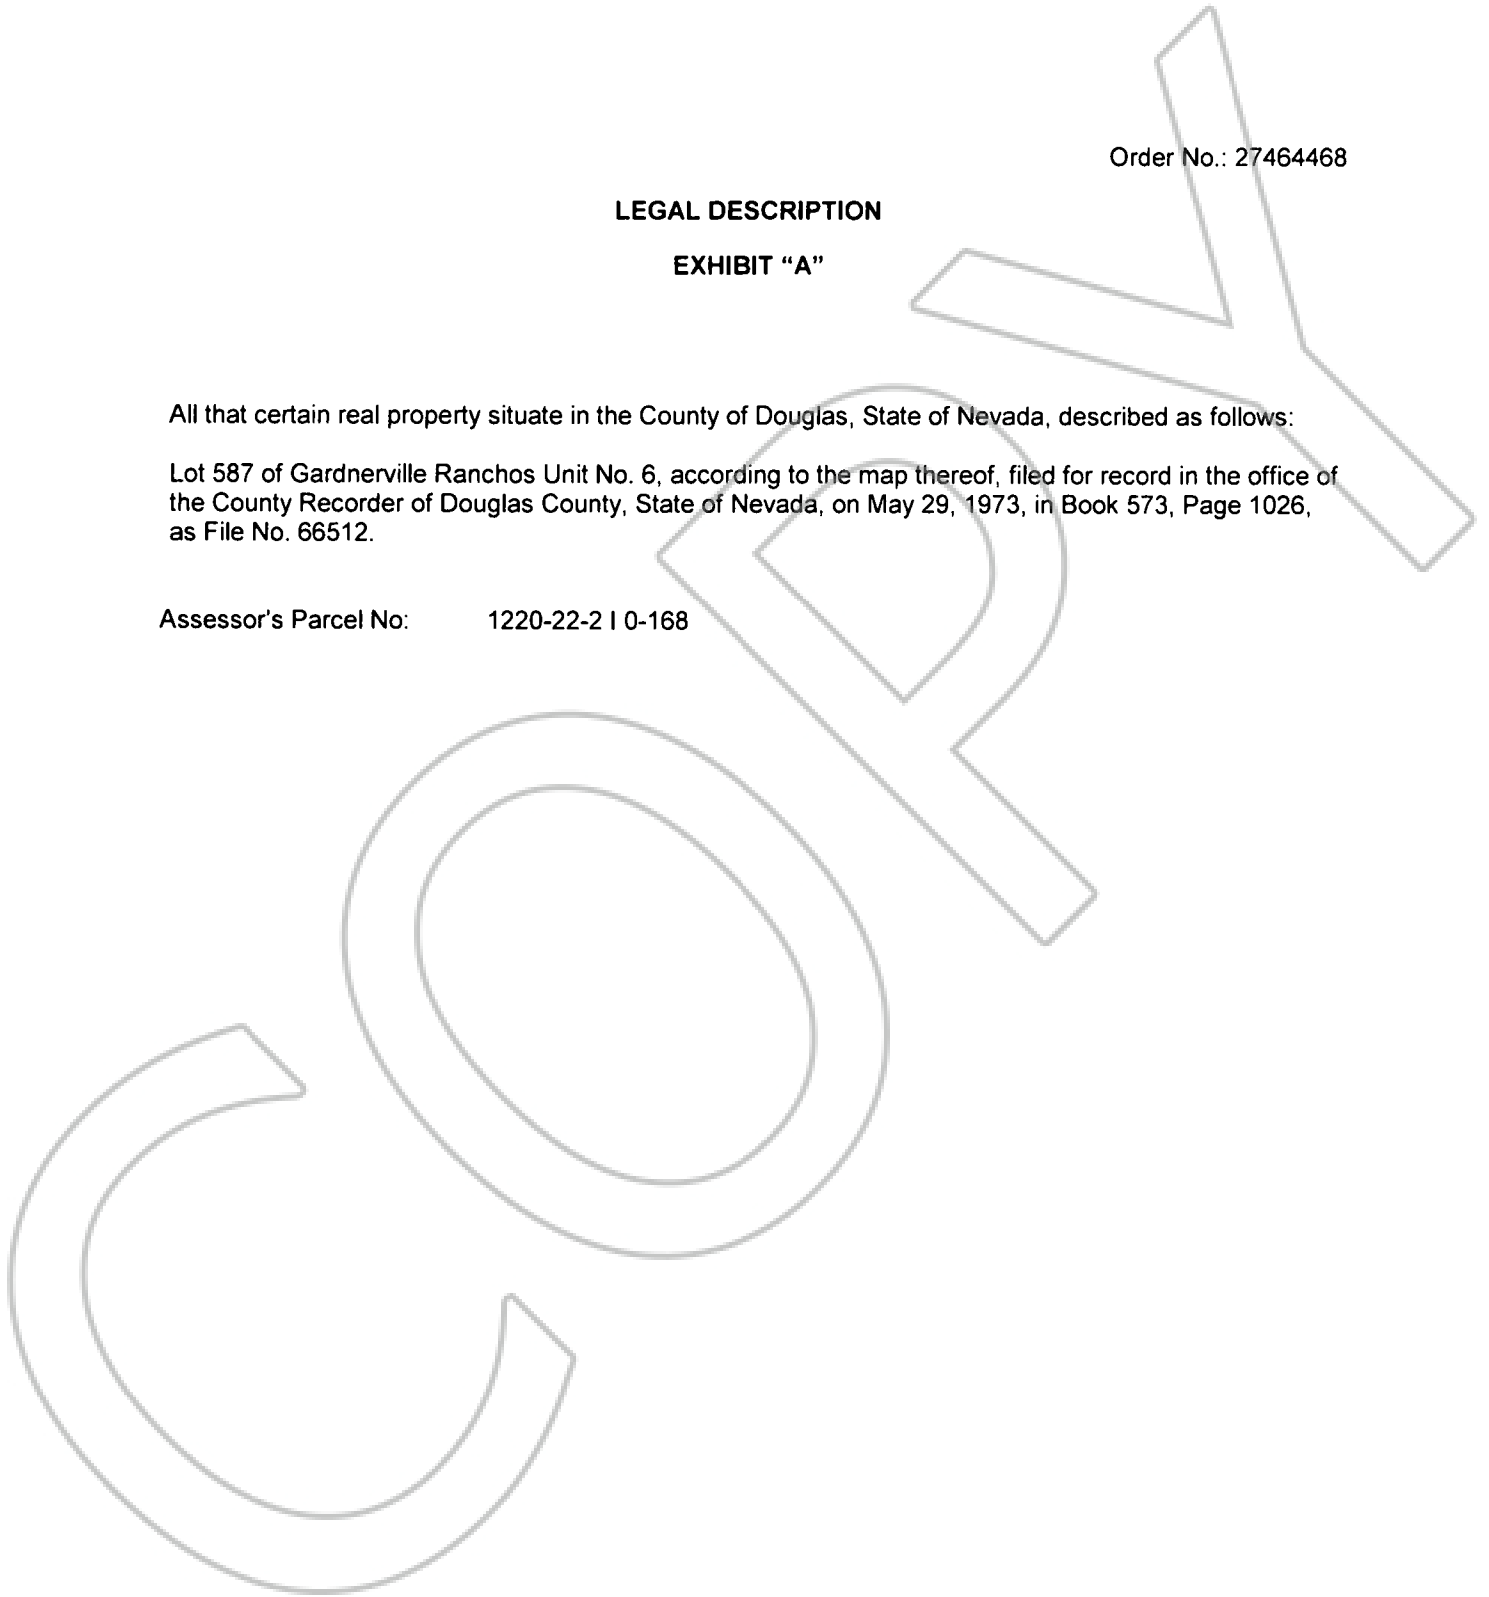 Order No.: 27464468
LEGAL DESCRIPTION
EXHIBIT “A”
All that certain real property situate in the County of Douglas, State of Nevada, described as follows:
Lot 587 of Gardnerville Ranchos Unit No. 6, according to the map thereof, filed for record in the office of
the County Recorder of Douglas County, State of Nevada, on May 29, 1973, in Book 573, Page 1026,
as File No. 66512.
Assessor's Parcel No: 1220-22-2 I 0-168
COPY